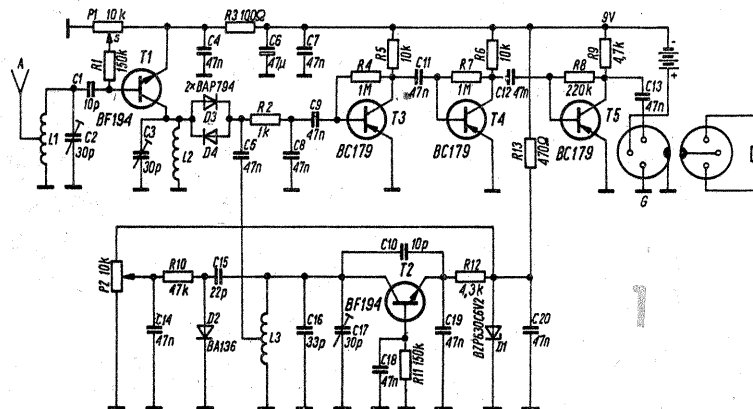 P1 10k
R3 100Ω
9V
A
R1
150k
S
T1
C4
47n
C6
47µ
C7
47n
R5
10k
R6
10k
R9
4,7k
C1
10p
2×BAP794
R4
1M
C11
47n
R7
1M
C12 47n
R8
220k
C13
47n
BF194
D3
R2
1k
C9
47n
T3
T4
T5
L1
C2
30p
C3
30p
L2
D4
C6
47n
C8
47n
BC179
BC179
R13
470Ω
BC179
G
C10 10p
T2
P2 10k
R10
47k
C15
22p
BF194
R12
4,3k
C14
47n
D2
BA136
L3
C16
33p
C17
30p
C18
47n
R11 150k
C19
47n
BZP630C6V2
D1
C20
47n